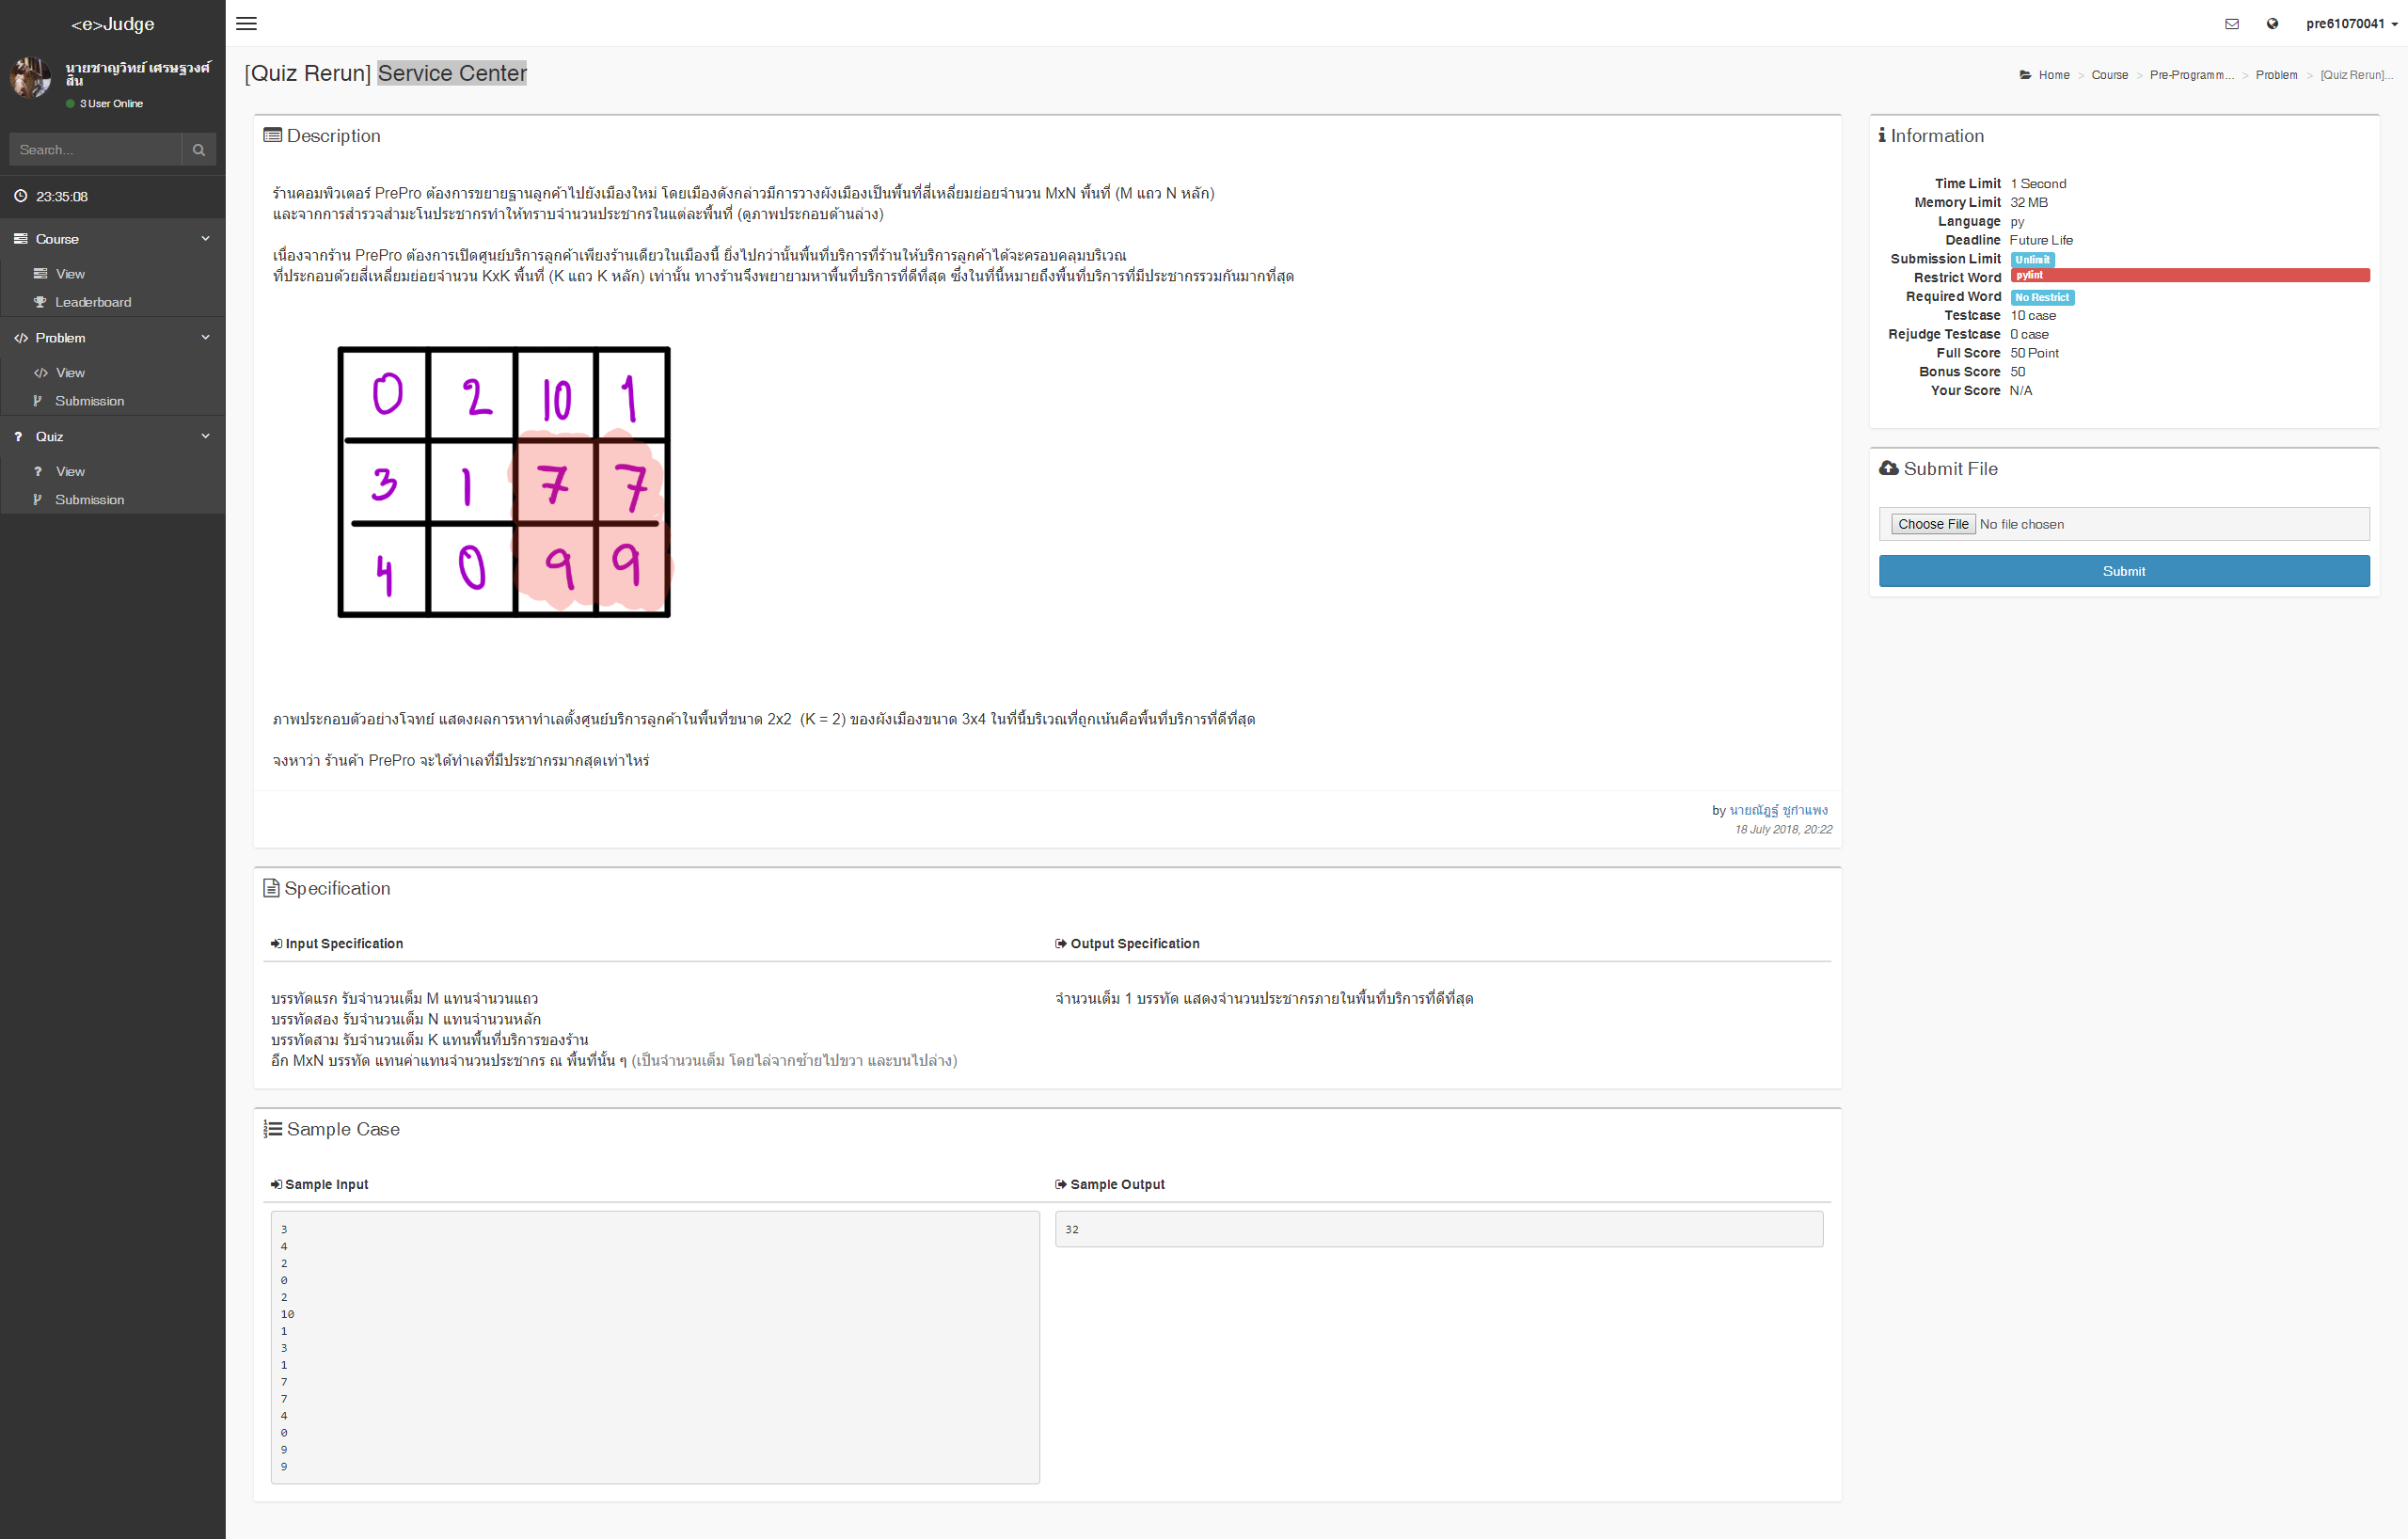 <e>Judge
pre61070041
นายชาญวิทย์ เศรษฐวงศ์
สิน
3 User Online
Search...
23:35:08
Course
View
Leaderboard
Problem
View
Submission
Quiz
View
Submission
[Quiz Rerun] Service Center
Home > Course > Pre-Programm... > Problem > [Quiz Rerun]...
Description
ร้านคอมพิวเตอร์ PrePro ต้องการขยายฐานลูกค้าไปยังเมืองใหม่ โดยเมืองดังกล่าวมีการวางผังเมืองเป็นพื้นที่สี่เหลี่ยมย่อยจำนวน MxN พื้นที่ (M แถว N หลัก)
และจากการสำรวจสำมะโนประชากรทำให้ทราบจำนวนประชากรในแต่ละพื้นที่ (ดูภาพประกอบด้านล่าง)
เนื่องจากร้าน PrePro ต้องการเปิดศูนย์บริการลูกค้าเพียงร้านเดียวในเมืองนี้ ยิ่งไปกว่านั้นพื้นที่บริการที่ร้านให้บริการลูกค้าได้จะครอบคลุมบริเวณ
ที่ประกอบด้วยสี่เหลี่ยมย่อยจำนวน KxK พื้นที่ (K แถว K หลัก) เท่านั้น ทางร้านจึงพยายามหาพื้นที่บริการที่ดีที่สุด ซึ่งในที่นี้หมายถึงพื้นที่บริการที่มีประชากรรวมกันมากที่สุด
0 2 10 1
3 1 7 7
4 0 9 9
ภาพประกอบตัวอย่างโจทย์ แสดงผลการหาทำเลตั้งศูนย์บริการลูกค้าในพื้นที่ขนาด 2x2 (K = 2) ของผังเมืองขนาด 3x4 ในที่นี้บริเวณที่ถูกเน้นคือพื้นที่บริการที่ดีที่สุด
จงหาว่า ร้านค้า PrePro จะได้ทำเลที่มีประชากรมากสุดเท่าไหร่
by นายณัฏฐ์ ชูกำแพง
18 July 2018, 20:22
Information
Time Limit 1 Second
Memory Limit 32 MB
Language py
Deadline Future Life
Submission Limit Unlimit
Restrict Word pylint
Required Word No Restrict
Testcase 10 case
Rejudge Testcase 0 case
Full Score 50 Point
Bonus Score 50
Your Score N/A
Submit File
Choose File No file chosen
Submit
Specification
Input Specification
บรรทัดแรก รับจำนวนเต็ม M แทนจำนวนแถว
บรรทัดสอง รับจำนวนเต็ม N แทนจำนวนหลัก
บรรทัดสาม รับจำนวนเต็ม K แทนพื้นที่บริการของร้าน
อีก MxN บรรทัด แทนค่าแทนจำนวนประชากร ณ พื้นที่นั้น ๆ (เป็นจำนวนเต็ม โดยไล่จากซ้ายไปขวา และบนไปล่าง)
Output Specification
จำนวนเต็ม 1 บรรทัด แสดงจำนวนประชากรภายในพื้นที่บริการที่ดีที่สุด
Sample Case
Sample Input
3
4
2
0
2
10
1
3
1
7
7
4
0
9
9
Sample Output
32